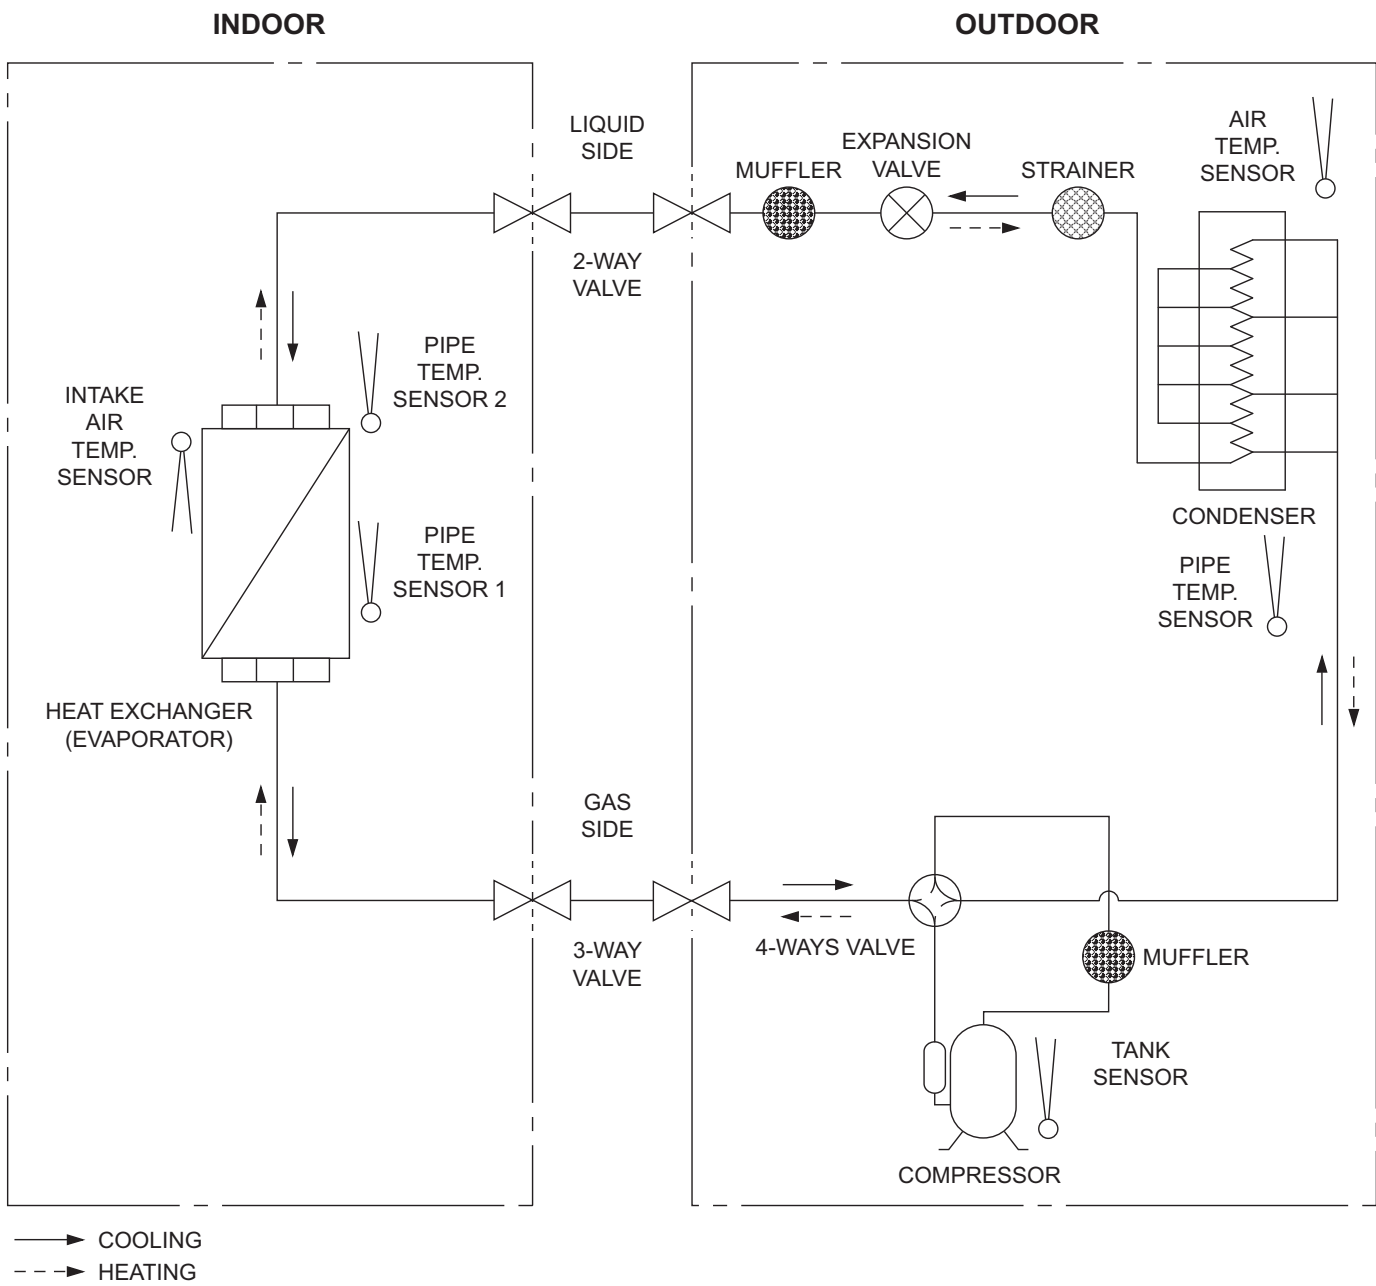 INDOOR
OUTDOOR
LIQUID
SIDE
MUFFLER
EXPANSION
VALVE
STRAINER
AIR
TEMP.
SENSOR
2-WAY
VALVE
PIPE
TEMP.
SENSOR 2
INTAKE
AIR
TEMP.
SENSOR
PIPE
TEMP.
SENSOR 1
CONDENSER
PIPE
TEMP.
SENSOR
HEAT EXCHANGER
(EVAPORATOR)
GAS
SIDE
3-WAY
VALVE
4-WAYS VALVE
MUFFLER
TANK
SENSOR
COMPRESSOR
COOLING
HEATING